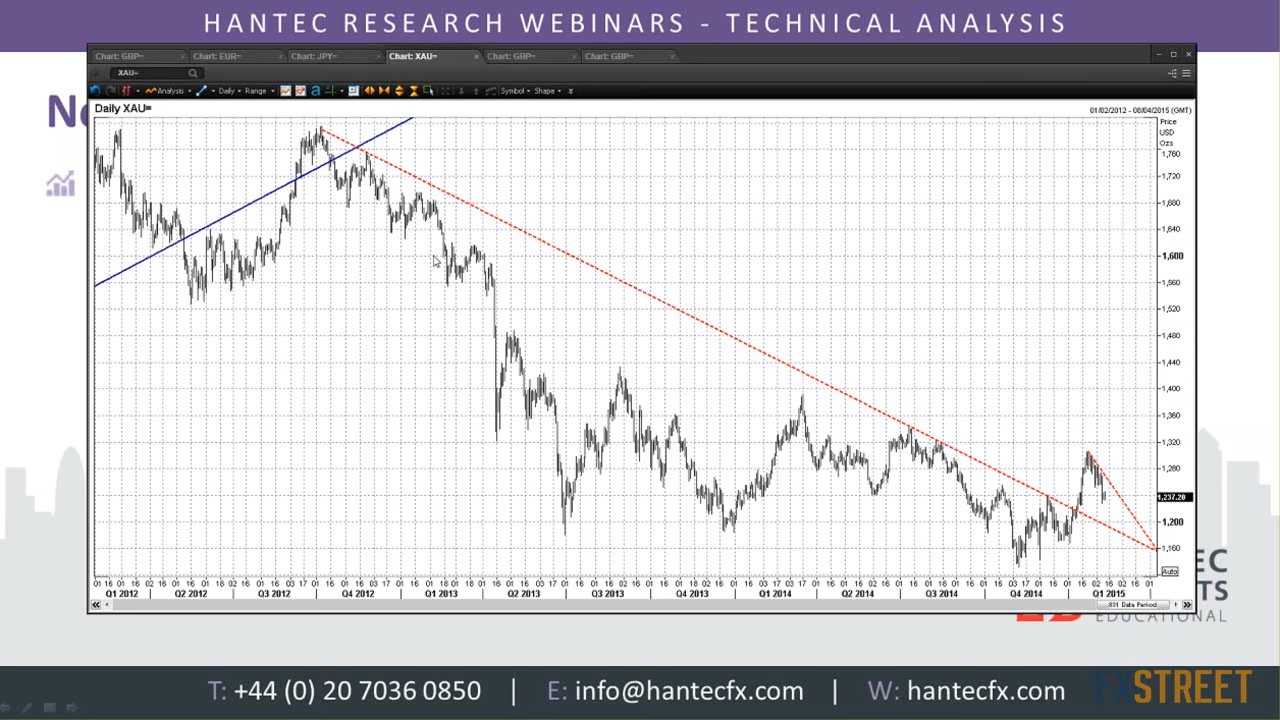 HANTEC RESEARCH WEBINARS - TECHNICAL ANALYSIS
Chart: GBP= Chart: EUR= Chart: JPY= Chart: XAU= Chart: GBP= Chart: GBP=
XAU=
Analysis Daily Range Symbol Shape
Daily XAU=
01/02/2012 - 08/04/2015 (GMT)
Price
USD
Ozs
1,760
1,720
1,680
1,640
1,600
1,560
1,520
1,480
1,440
1,400
1,360
1,320
1,280
1,237.20
1,200
1,160
Auto
Q1 2012 Q2 2012 Q3 2012 Q4 2012 Q1 2013 Q2 2013 Q3 2013 Q4 2013 Q1 2014 Q2 2014 Q3 2014 Q4 2014 Q1 2015
831 Data Period
EDUCATIONAL
T: +44 (0) 20 7036 0850 | E: info@hantecfx.com | W: hantecfx.com
FXSTREET